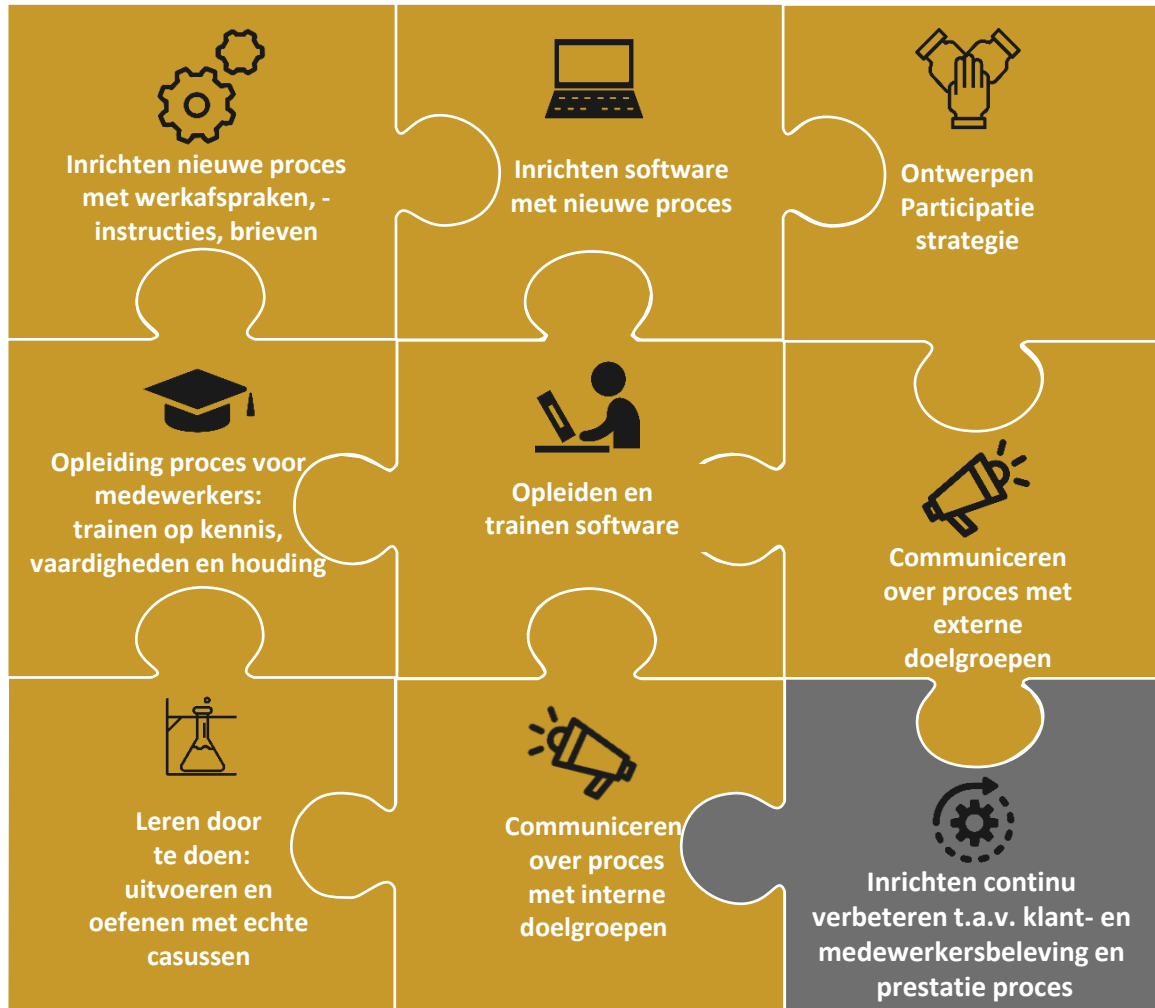 Inrichten nieuwe proces
met werkafspraken, -
instructies, brieven
Inrichten software
met nieuwe proces
Ontwerpen
Participatie
strategie
Opleiding proces voor
medewerkers:
trainen op kennis,
vaardigheden en houding
Opleiden en
trainen software
Communiceren
over proces met
externe
doelgroepen
Leren door
te doen:
uitvoeren en
oefenen met echte
casussen
Communiceren
over proces
met interne
doelgroepen
Inrichten continu
verbeteren t.a.v. klant- en
medewerkersbeleving en
prestatie proces